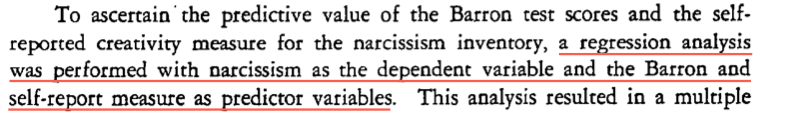 To ascertain the predictive value of the Barron test scores and the self-
reported creativity measure for the narcissism inventory, a regression analysis
was performed with narcissism as the dependent variable and the Barron and
self-report measure as predictor variables. This analysis resulted in a multiple